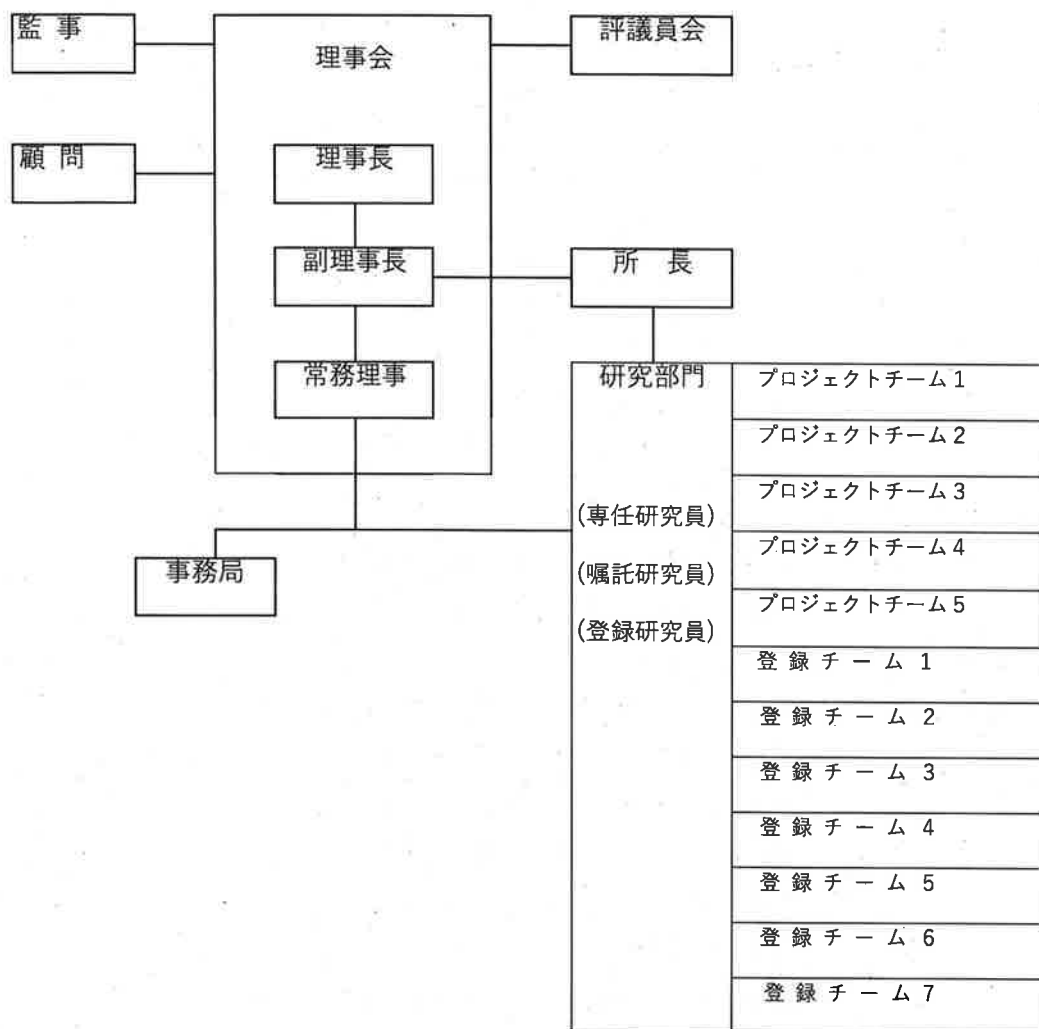 監 事
評議員会
理事会
顧 問
理事長
副理事長
所 長
常務理事
研究部門
プロジェクトチーム1
プロジェクトチーム2
プロジェクトチーム3
(専任研究員)
プロジェクトチーム4
事務局
(嘱託研究員)
プロジェクトチーム5
(登録研究員)
登 録 チ ー ム 1
登 録 チ ー ム 2
登 録 チ ー ム 3
登 録 チ ー ム 4
登 録 チ ー ム 5
登 録 チ ー ム 6
登 録 チ ー ム 7